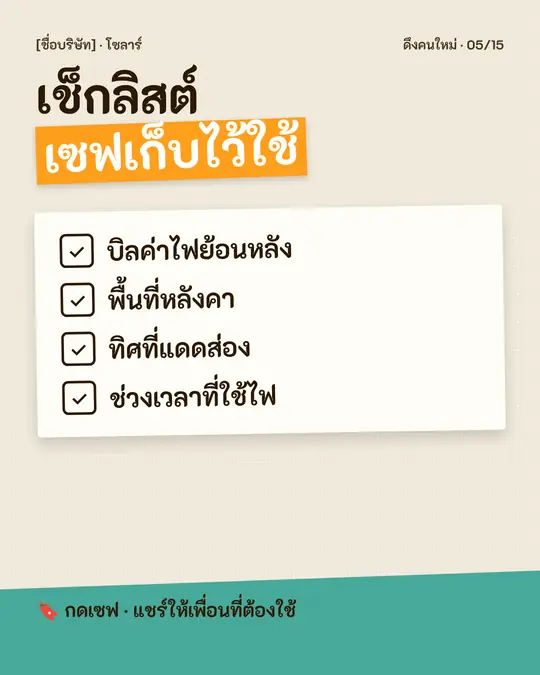 [ชื่อบริษัท] · โซลาร์
ดึงคนใหม่ · 05/15
เช็กลิสต์
เซฟเก็บไว้ใช้
บิลค่าไฟย้อนหลัง
พื้นที่หลังคา
ทิศที่แดดส่อง
ช่วงเวลาที่ใช้ไฟ
กดเซฟ · แชร์ให้เพื่อนที่ต้องใช้